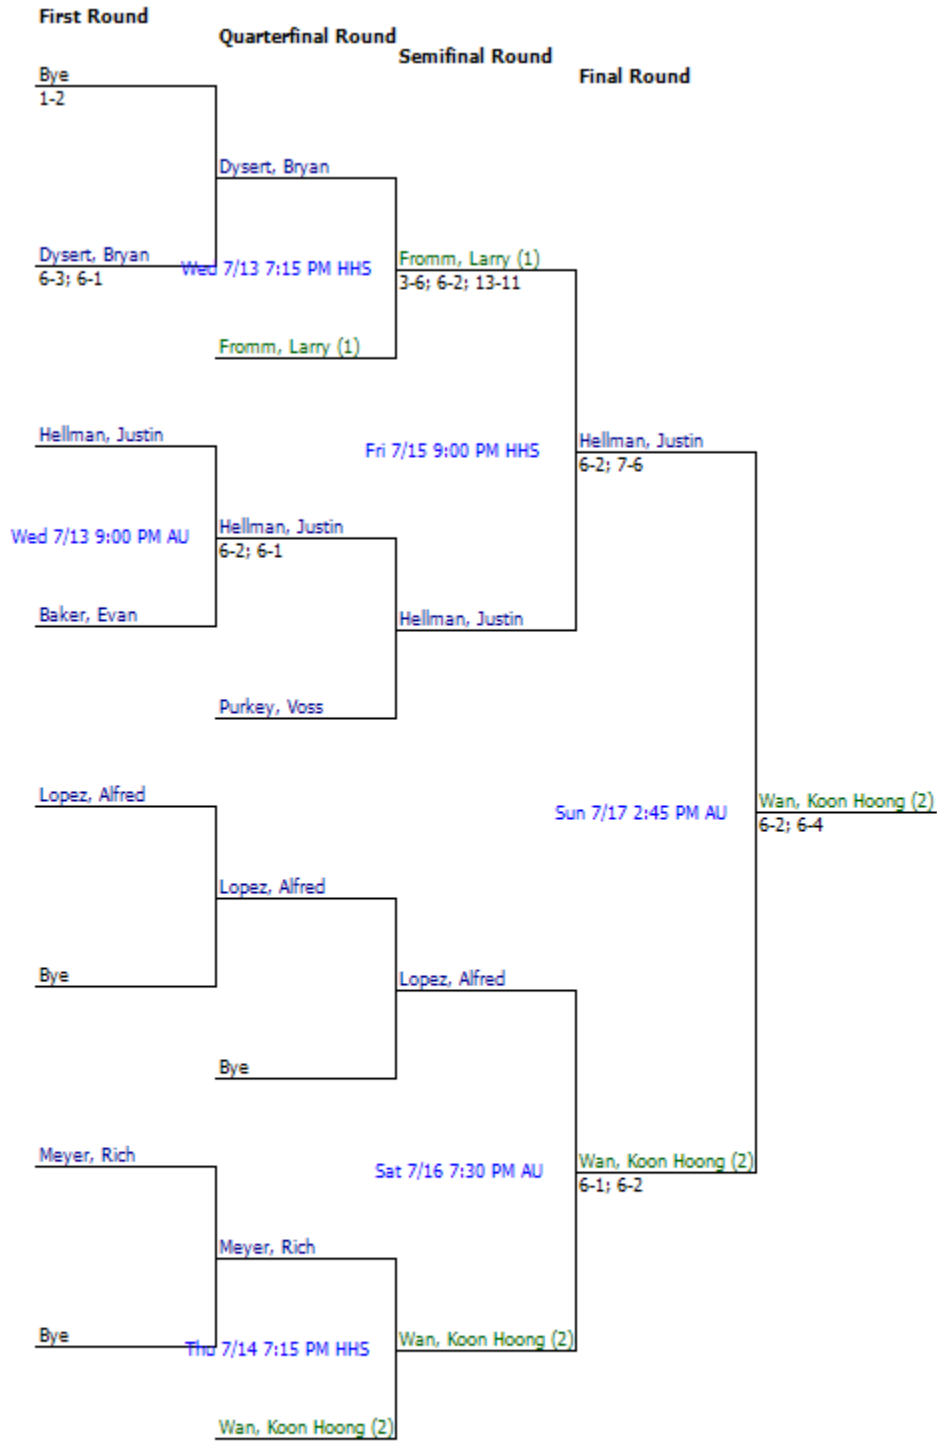 First Round
Quarterfinal Round
Semifinal Round
Final Round
Bye
1-2
Dysert, Bryan
Dysert, Bryan
6-3; 6-1
Wed 7/13 7:15 PM HHS
Fromm, Larry (1)
3-6; 6-2; 13-11
Fromm, Larry (1)
Hellman, Justin
Fri 7/15 9:00 PM HHS
Hellman, Justin
6-2; 7-6
Wed 7/13 9:00 PM AU
Hellman, Justin
6-2; 6-1
Baker, Evan
Hellman, Justin
Purkey, Voss
Lopez, Alfred
Sun 7/17 2:45 PM AU
Wan, Koon Hoong (2)
6-2; 6-4
Lopez, Alfred
Bye
Lopez, Alfred
Bye
Meyer, Rich
Sat 7/16 7:30 PM AU
Wan, Koon Hoong (2)
6-1; 6-2
Meyer, Rich
Bye
Thu 7/14 7:15 PM HHS
Wan, Koon Hoong (2)
Wan, Koon Hoong (2)